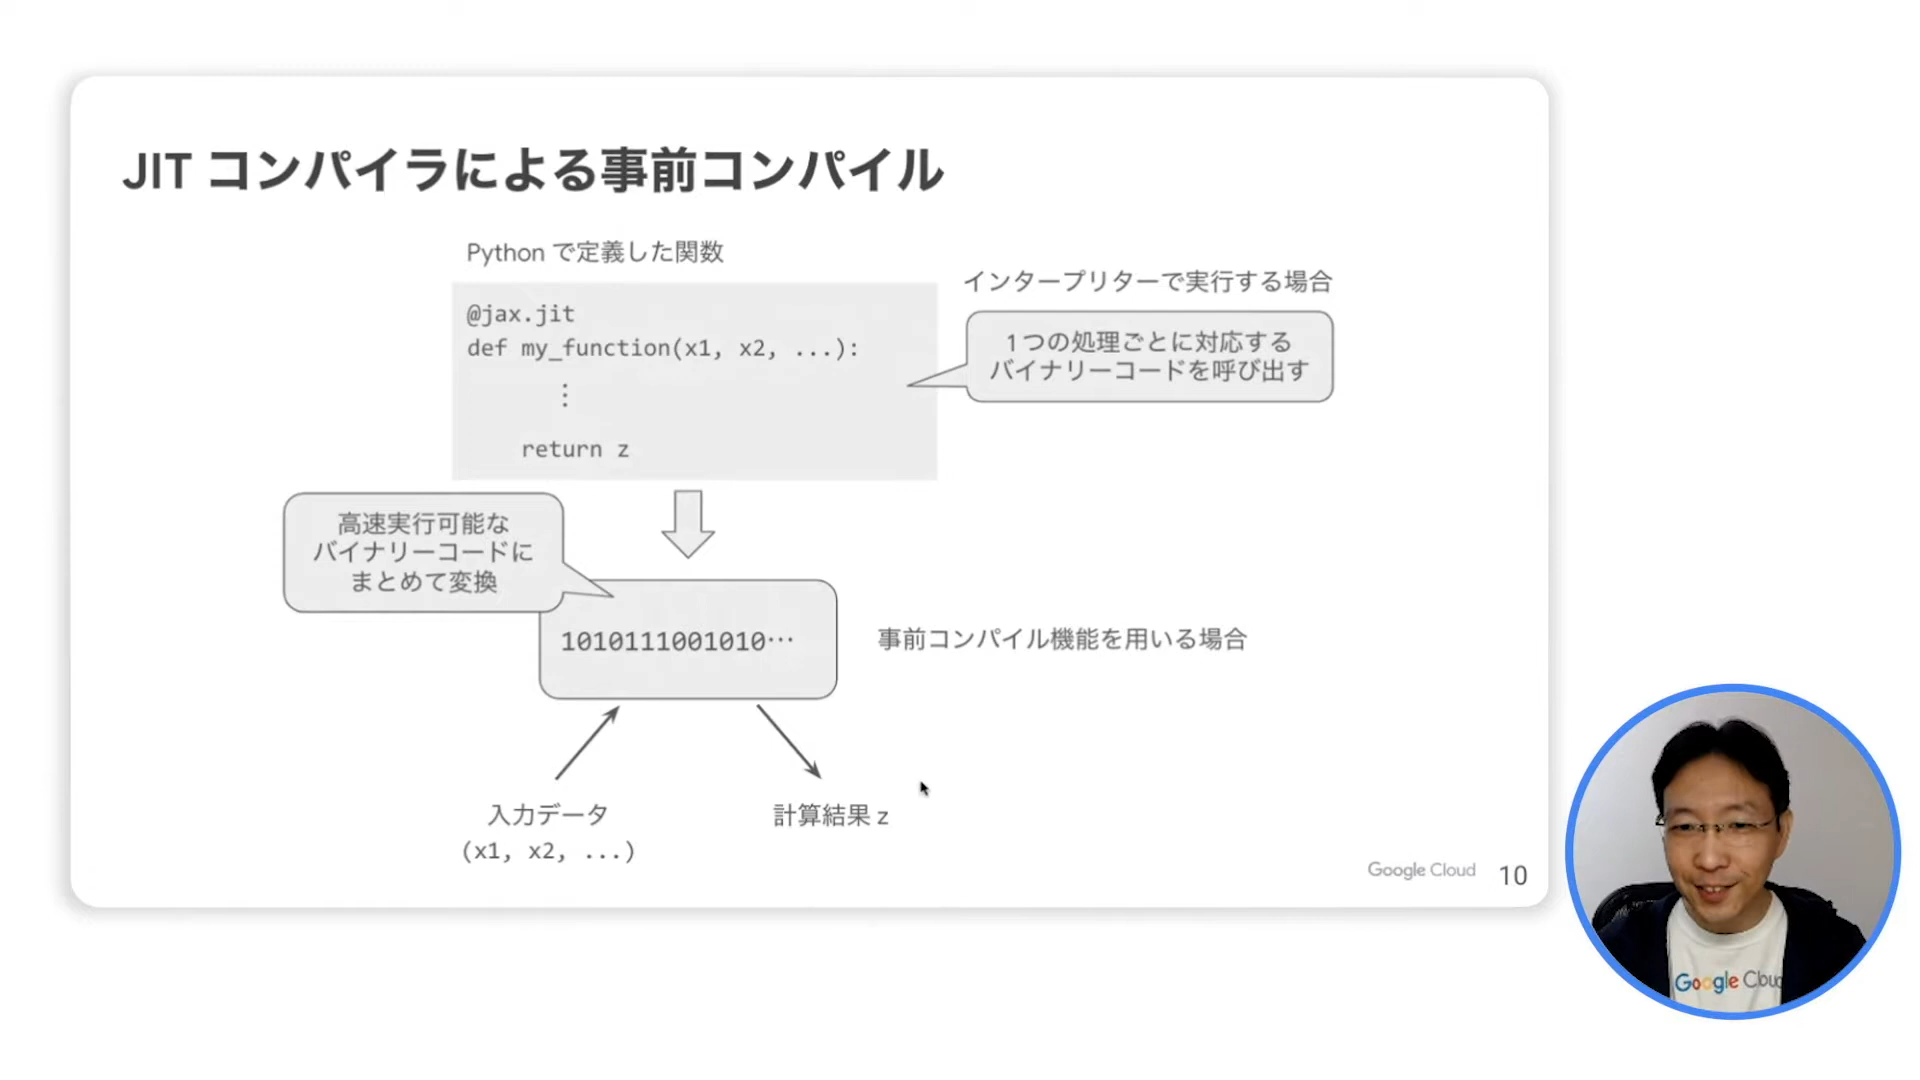 JIT コンパイラによる事前コンパイル
Python で定義した関数
@jax.jit
def my_function(x1, x2, ...):
⋮
return z
インタープリターで実行する場合
1つの処理ごとに対応する
バイナリーコードを呼び出す
高速実行可能な
バイナリーコードに
まとめて変換
1010111001010…
事前コンパイル機能を用いる場合
入力データ
(x1, x2, ...)
計算結果 z
Google Cloud
10
Google Cloud